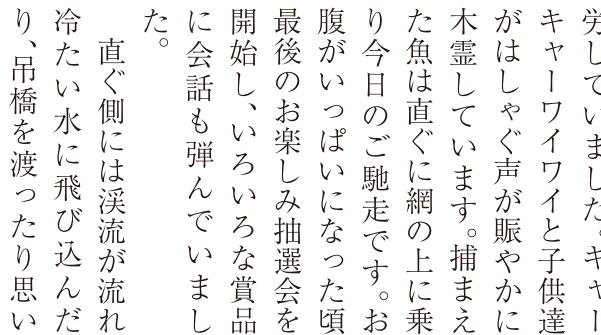 労していました。キャー
キャーワイワイと子供達
がはしゃぐ声が賑やかに
木霊しています。捕まえ
た魚は直ぐに網の上に乗
り今日のご馳走です。お
腹がいっぱいになった頃
最後のお楽しみ抽選会を
開始し、いろいろな賞品
に会話も弾んでいまし
た。
直ぐ側には渓流が流れ
冷たい水に飛び込んだ
り、吊橋を渡ったり思い